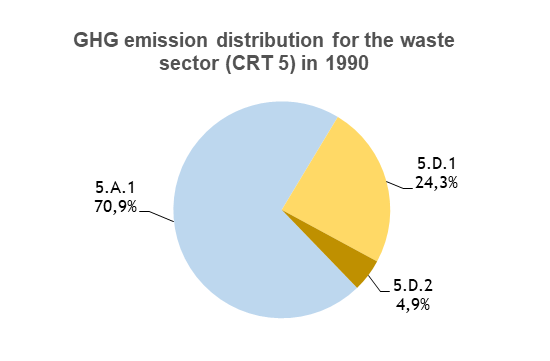 GHG emission distribution for the waste
sector (CRT 5) in 1990
5.D.1
24,3%
5.A.1
70,9%
5.D.2
4,9%